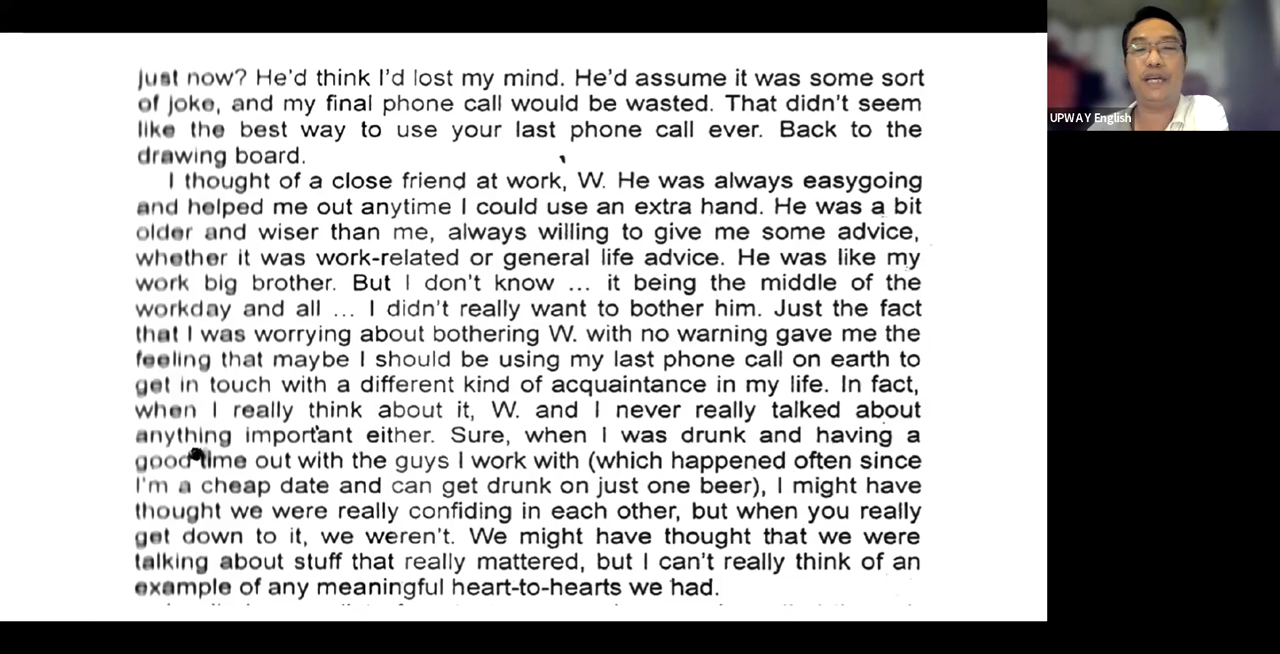 just now? He'd think I'd lost my mind. He'd assume it was some sort
of joke, and my final phone call would be wasted. That didn't seem
like the best way to use your last phone call ever. Back to the
drawing board.
I thought of a close friend at work, W. He was always easygoing
and helped me out anytime I could use an extra hand. He was a bit
older and wiser than me, always willing to give me some advice,
whether it was work-related or general life advice. He was like my
work big brother. But I don't know ... it being the middle of the
workday and all ... I didn't really want to bother him. Just the fact
that I was worrying about bothering W. with no warning gave me the
feeling that maybe I should be using my last phone call on earth to
get in touch with a different kind of acquaintance in my life. In fact,
when I really think about it, W. and I never really talked about
anything important either. Sure, when I was drunk and having a
good time out with the guys I work with (which happened often since
I'm a cheap date and can get drunk on just one beer), I might have
thought we were really confiding in each other, but when you really
get down to it, we weren't. We might have thought that we were
talking about stuff that really mattered, but I can't really think of an
example of any meaningful heart-to-hearts we had.
UPWAY English